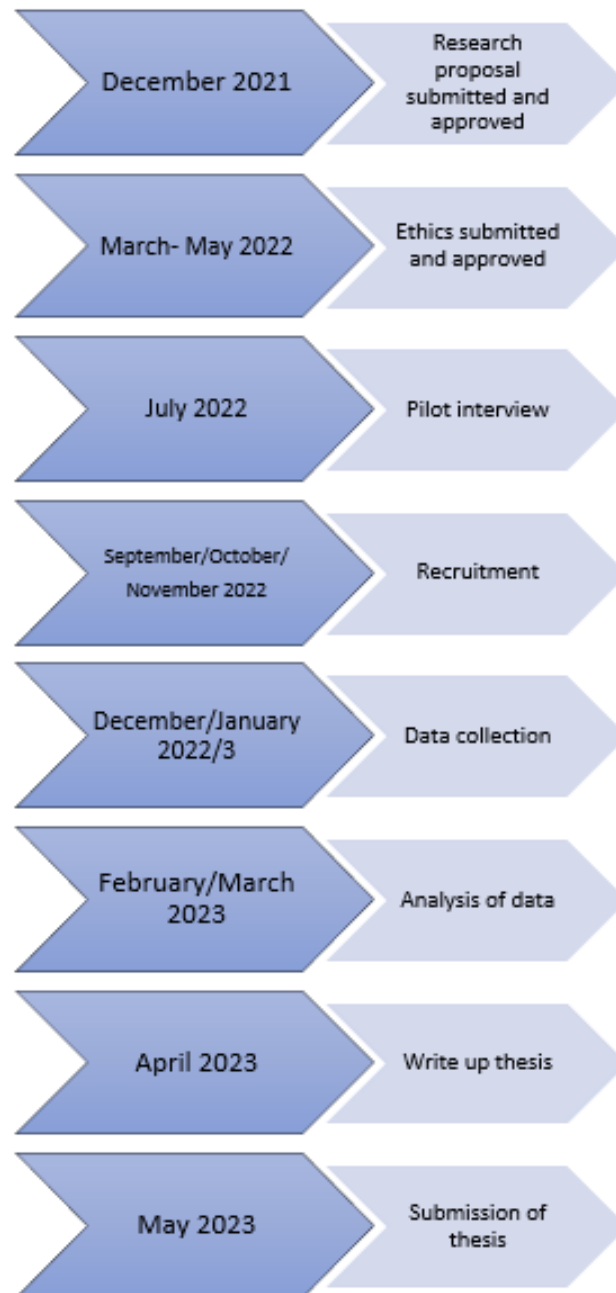 December 2021
Research
proposal
submitted and
approved
March- May 2022
Ethics submitted
and approved
July 2022
Pilot interview
September/October/
November 2022
Recruitment
December/January
2022/3
Data collection
February/March
2023
Analysis of data
April 2023
Write up thesis
May 2023
Submission of
thesis